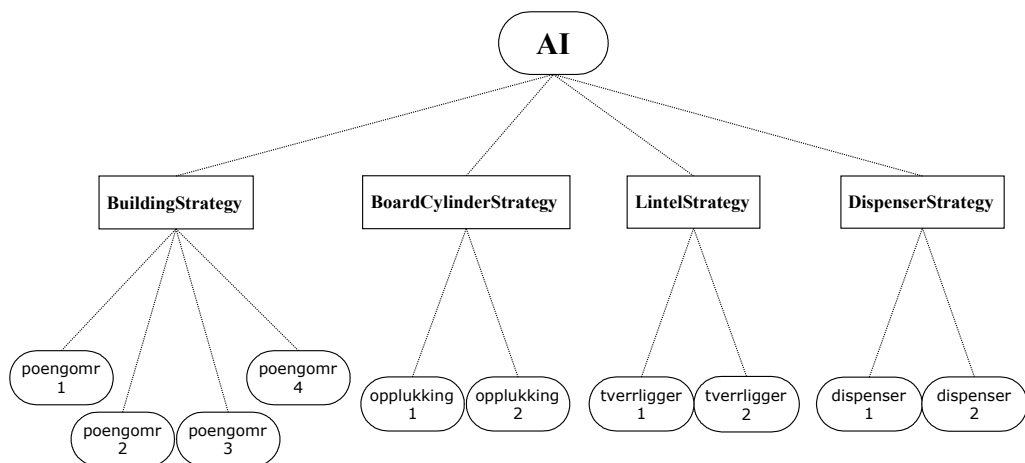 AI
BuildingStrategy
BoardCylinderStrategy
LintelStrategy
DispenserStrategy
poengomr
1
poengomr
2
poengomr
3
poengomr
4
opplukking
1
opplukking
2
tverrligger
1
tverrligger
2
dispenser
1
dispenser
2